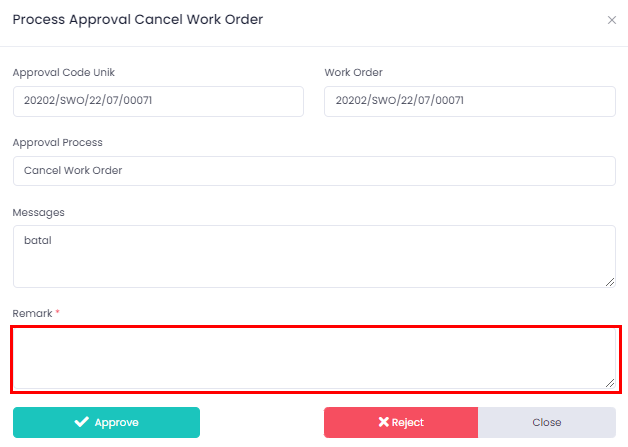 Process Approval Cancel Work Order
Approval Code Unik Work Order
20202/SWO/22/07/00071 20202/SWO/22/07/00071
Approval Process
Cancel Work Order
Messages
batal
Remark *
Approve Reject Close